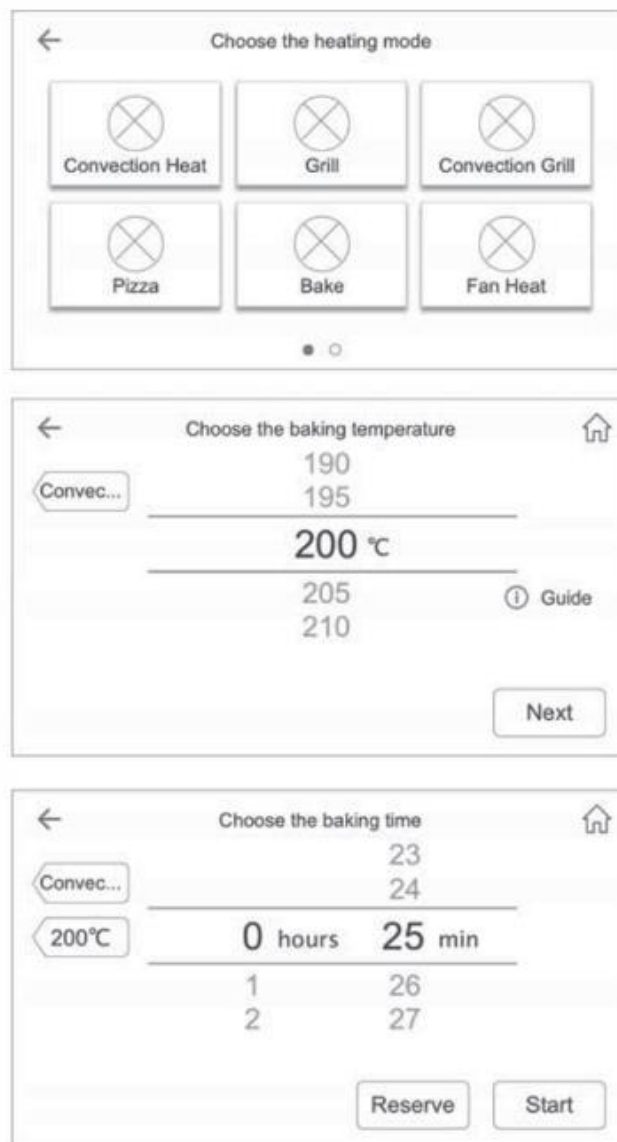 Choose the heating mode
Convection Heat Grill Convection Grill
Pizza Bake Fan Heat
Choose the baking temperature
190
Convec... 195
200 ℃
205
Guide
210
Next
Choose the baking time
23
Convec... 24
200℃ 0 hours 25 min
1 26
2 27
Reserve Start